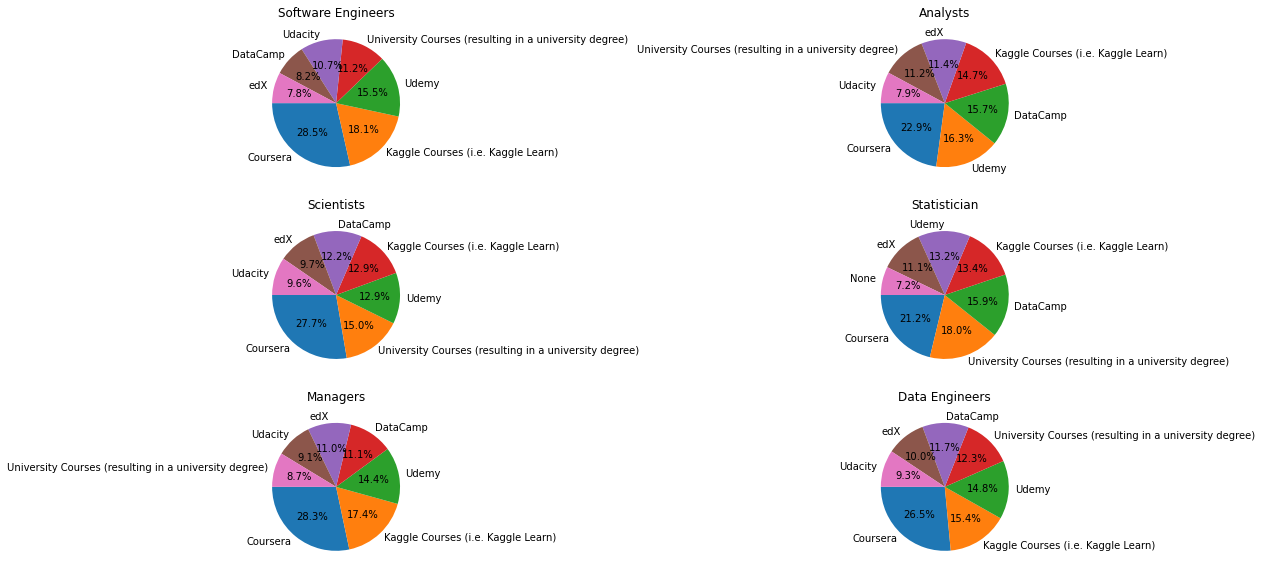 Software Engineers
Udacity
University Courses (resulting in a university degree)
DataCamp
10.7%
11.2%
8.2%
edX
Udemy
7.8%
15.5%
28.5%
18.1%
Coursera
Kaggle Courses (i.e. Kaggle Learn)
Analysts
edX
University Courses (resulting in a university degree)
Kaggle Courses (i.e. Kaggle Learn)
11.4%
11.2%
14.7%
Udacity
7.9%
15.7%
DataCamp
22.9%
16.3%
Coursera
Udemy
Scientists
DataCamp
edX
Kaggle Courses (i.e. Kaggle Learn)
12.2%
9.7%
12.9%
Udacity
9.6%
12.9%
Udemy
27.7%
15.0%
Coursera
University Courses (resulting in a university degree)
Statistician
Udemy
edX
Kaggle Courses (i.e. Kaggle Learn)
13.2%
11.1%
13.4%
None
7.2%
15.9%
DataCamp
21.2%
18.0%
Coursera
University Courses (resulting in a university degree)
Managers
edX
DataCamp
Udacity
11.0%
11.1%
9.1%
University Courses (resulting in a university degree)
8.7%
14.4%
Udemy
28.3%
17.4%
Coursera
Kaggle Courses (i.e. Kaggle Learn)
Data Engineers
DataCamp
edX
University Courses (resulting in a university degree)
11.7%
10.0%
12.3%
Udacity
9.3%
14.8%
Udemy
26.5%
15.4%
Coursera
Kaggle Courses (i.e. Kaggle Learn)